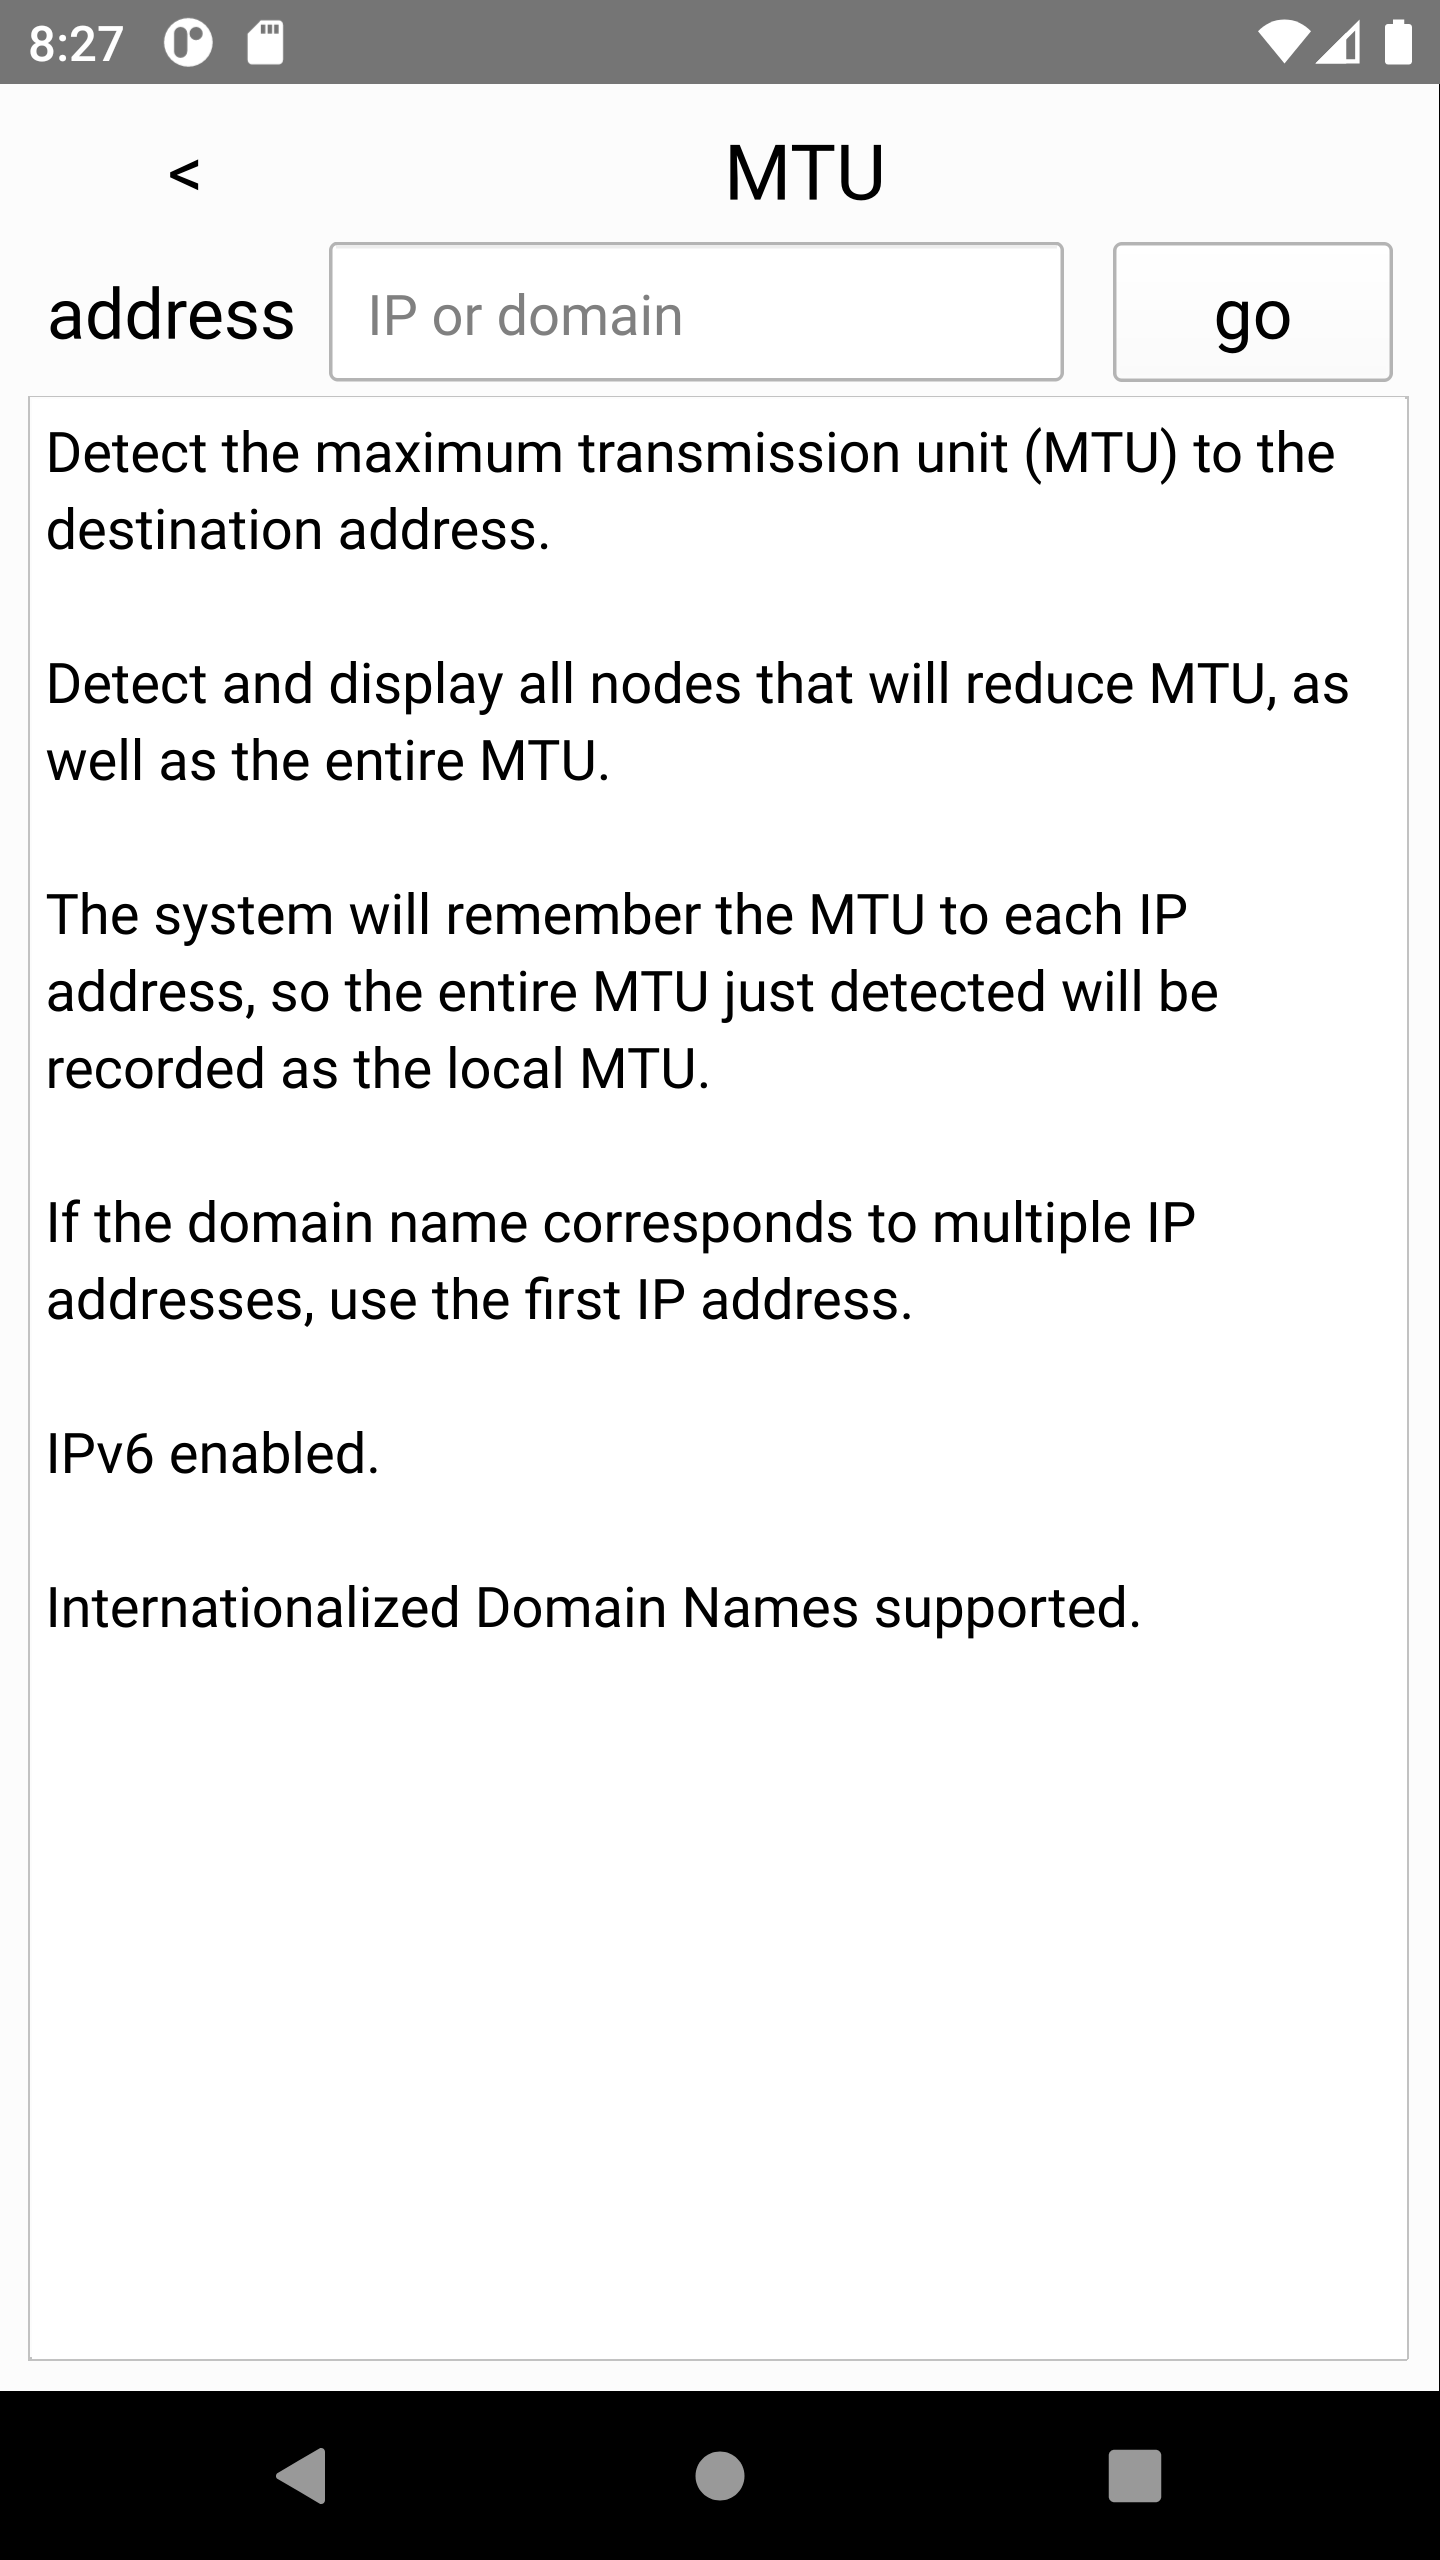 8:27
<
MTU
address
IP or domain
go
Detect the maximum transmission unit (MTU) to the
destination address.
Detect and display all nodes that will reduce MTU, as
well as the entire MTU.
The system will remember the MTU to each IP
address, so the entire MTU just detected will be
recorded as the local MTU.
If the domain name corresponds to multiple IP
addresses, use the first IP address.
IPv6 enabled.
Internationalized Domain Names supported.